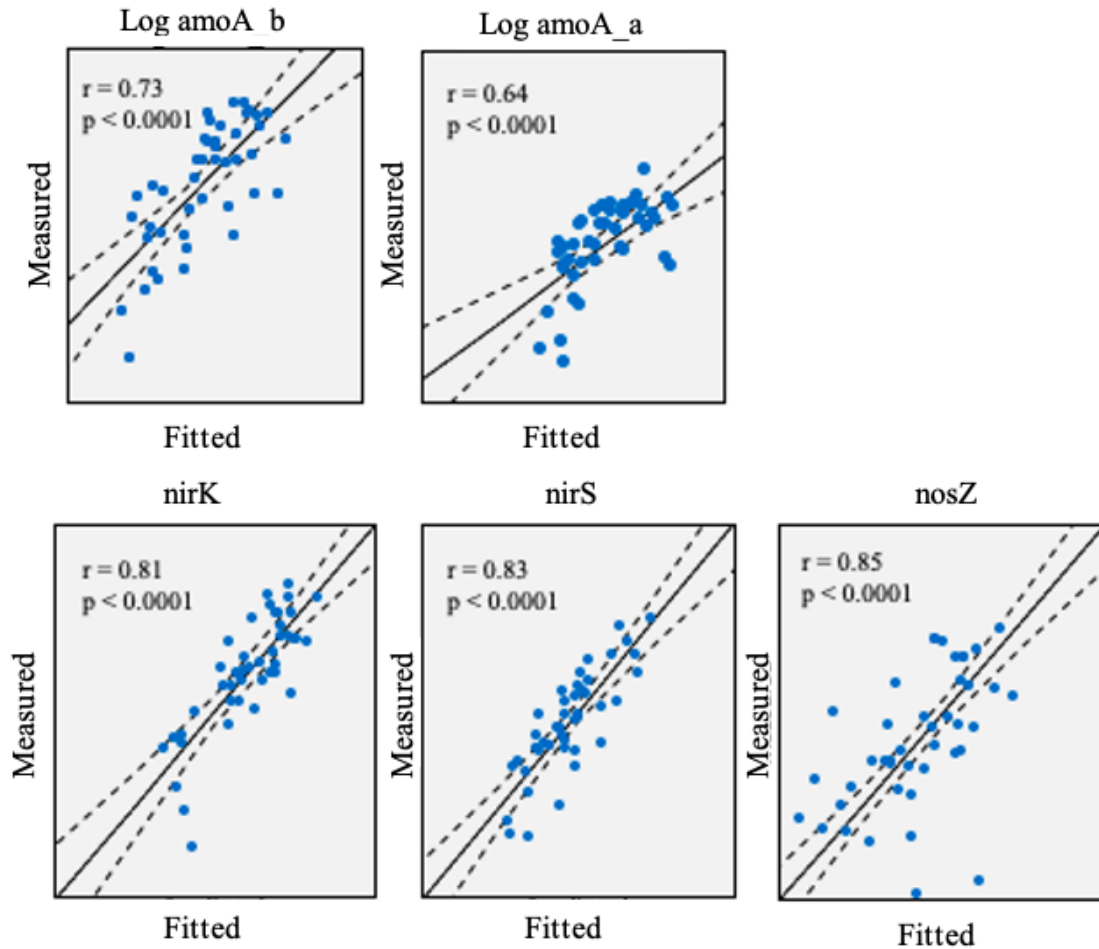 Log amoA_b
r = 0.73
p < 0.0001
Measured
Fitted
Log amoA_a
r = 0.64
p < 0.0001
Measured
Fitted
nirK
r = 0.81
p < 0.0001
Measured
Fitted
nirS
r = 0.83
p < 0.0001
Measured
Fitted
nosZ
r = 0.85
p < 0.0001
Measured
Fitted